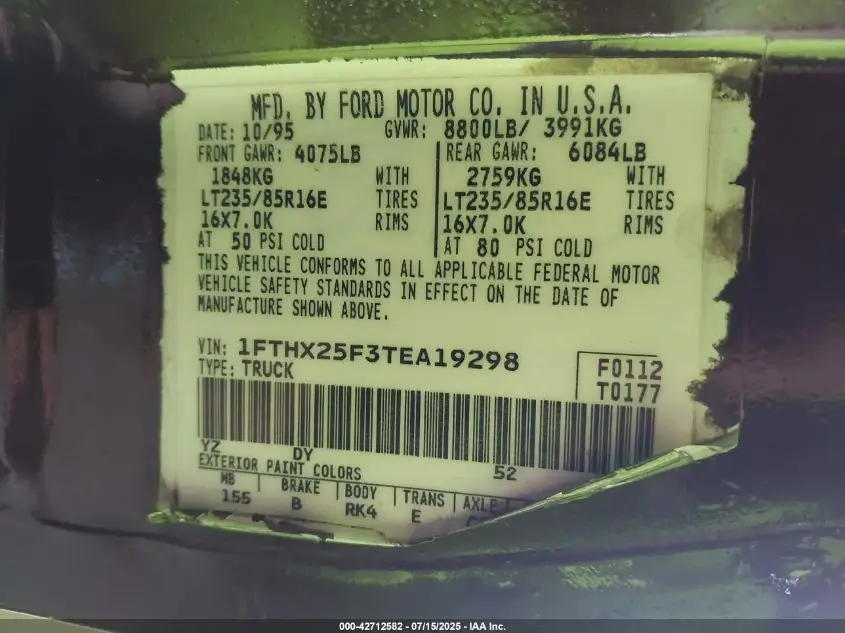 MFD. BY FORD MOTOR CO. IN U.S.A.
DATE: 10/95 GVWR: 8800LB/ 3991KG
FRONT GAWR: 4075LB REAR GAWR: 6084LB
1848KG WITH 2759KG WITH
LT235/85R16E TIRES LT235/85R16E TIRES
16X7.0K RIMS 16X7.0K RIMS
AT 50 PSI COLD AT 80 PSI COLD
THIS VEHICLE CONFORMS TO ALL APPLICABLE FEDERAL MOTOR
VEHICLE SAFETY STANDARDS IN EFFECT ON THE DATE OF
MANUFACTURE SHOWN ABOVE.
VIN: 1FTHX25F3TEA19298 F0112
TYPE: TRUCK T0177
YZ DY 52
EXTERIOR PAINT COLORS
WB BRAKE BODY TRANS AXLE
155 B RK4 E
000-42712582 - 07/15/2025 - IAA Inc.